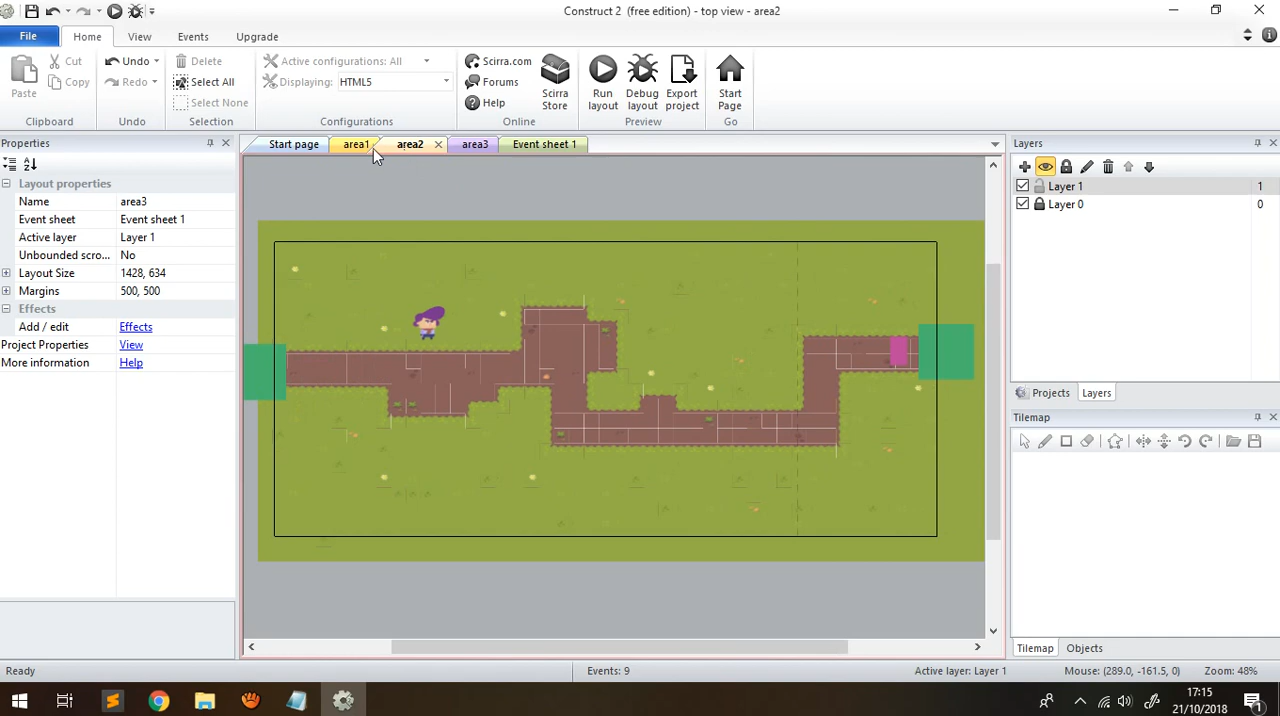 Construct 2 (free edition) - top view - area2
File
Home
View
Events
Upgrade
Paste
Cut
Copy
Undo
Redo
Delete
Select All
Select None
Active configurations: All
Displaying:
HTML5
Scirra.com
Forums
Help
Scirra
Store
Run
layout
Debug
layout
Export
project
Start
Page
Clipboard
Undo
Selection
Configurations
Online
Preview
Go
Properties
Start page
area1
area2
area3
Event sheet 1
Layout properties
Name area3
Event sheet Event sheet 1
Active layer Layer 1
Unbounded scro... No
Layout Size 1428, 634
Margins 500, 500
Effects
Add / edit Effects
Project Properties View
More information Help
Layers
Layer 1 1
Layer 0 0
Projects
Layers
Tilemap
Tilemap
Objects
Ready
Events: 9
Active layer: Layer 1
Mouse: (289.0, -161.5, 0)
Zoom: 48%
17:15
21/10/2018
1